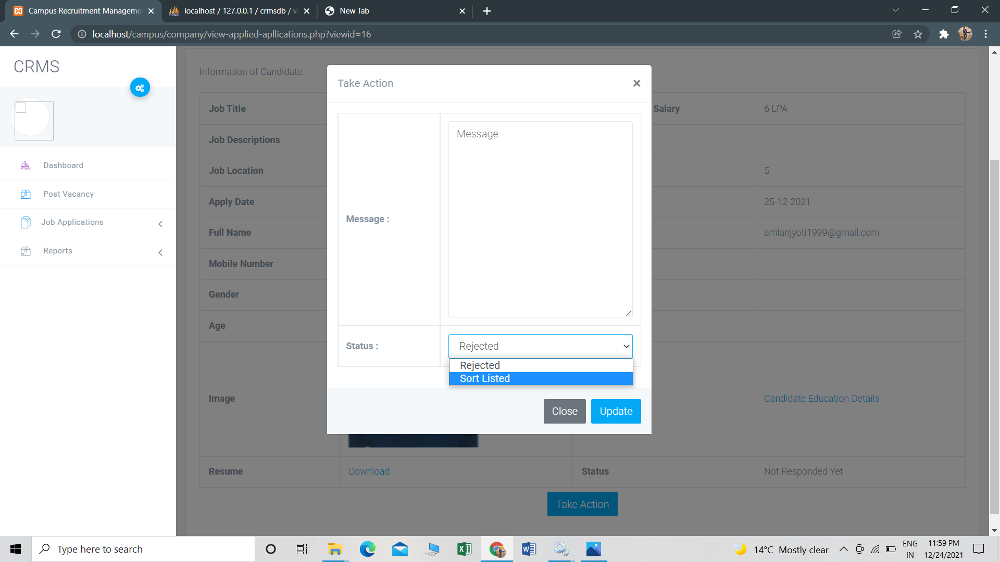 Campus Recruitment Manageme
localhost / 127.0.0.1 / crmsdb / va
New Tab
localhost/campus/company/view-applied-apllications.php?viewid=16
CRMS
Dashboard
Post Vacancy
Job Applications
Reports
Information of Candidate
Job Title
Salary
6 LPA
Job Descriptions
Job Location
5
Apply Date
25-12-2021
Full Name
amlanjyoti1999@gmail.com
Mobile Number
Gender
Age
Image
Candidate Education Details
Resume
Download
Status
Not Responded Yet
Take Action
Take Action
×
Message :
Message
Status :
Rejected
Rejected
Sort Listed
Close
Update
Type here to search
14°C Mostly clear
ENG
IN
11:59 PM
12/24/2021